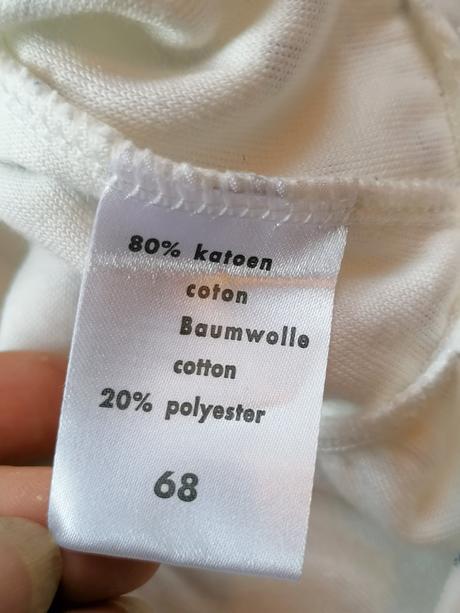 80% katoen
coton
Baumwolle
cotton
20% polyester
68